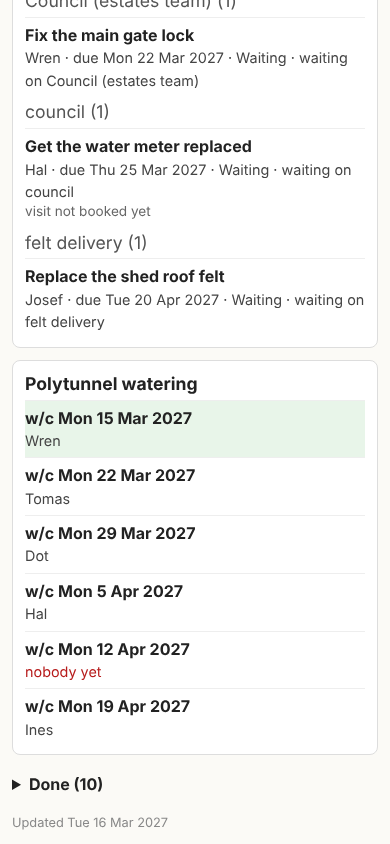 Council (estates team) (1)
Fix the main gate lock
Wren · due Mon 22 Mar 2027 · Waiting · waiting
on Council (estates team)
council (1)
Get the water meter replaced
Hal · due Thu 25 Mar 2027 · Waiting · waiting on
council
visit not booked yet
felt delivery (1)
Replace the shed roof felt
Josef · due Tue 20 Apr 2027 · Waiting · waiting on
felt delivery
Polytunnel watering
w/c Mon 15 Mar 2027
Wren
w/c Mon 22 Mar 2027
Tomas
w/c Mon 29 Mar 2027
Dot
w/c Mon 5 Apr 2027
Hal
w/c Mon 12 Apr 2027
nobody yet
w/c Mon 19 Apr 2027
Ines
Done (10)
Updated Tue 16 Mar 2027